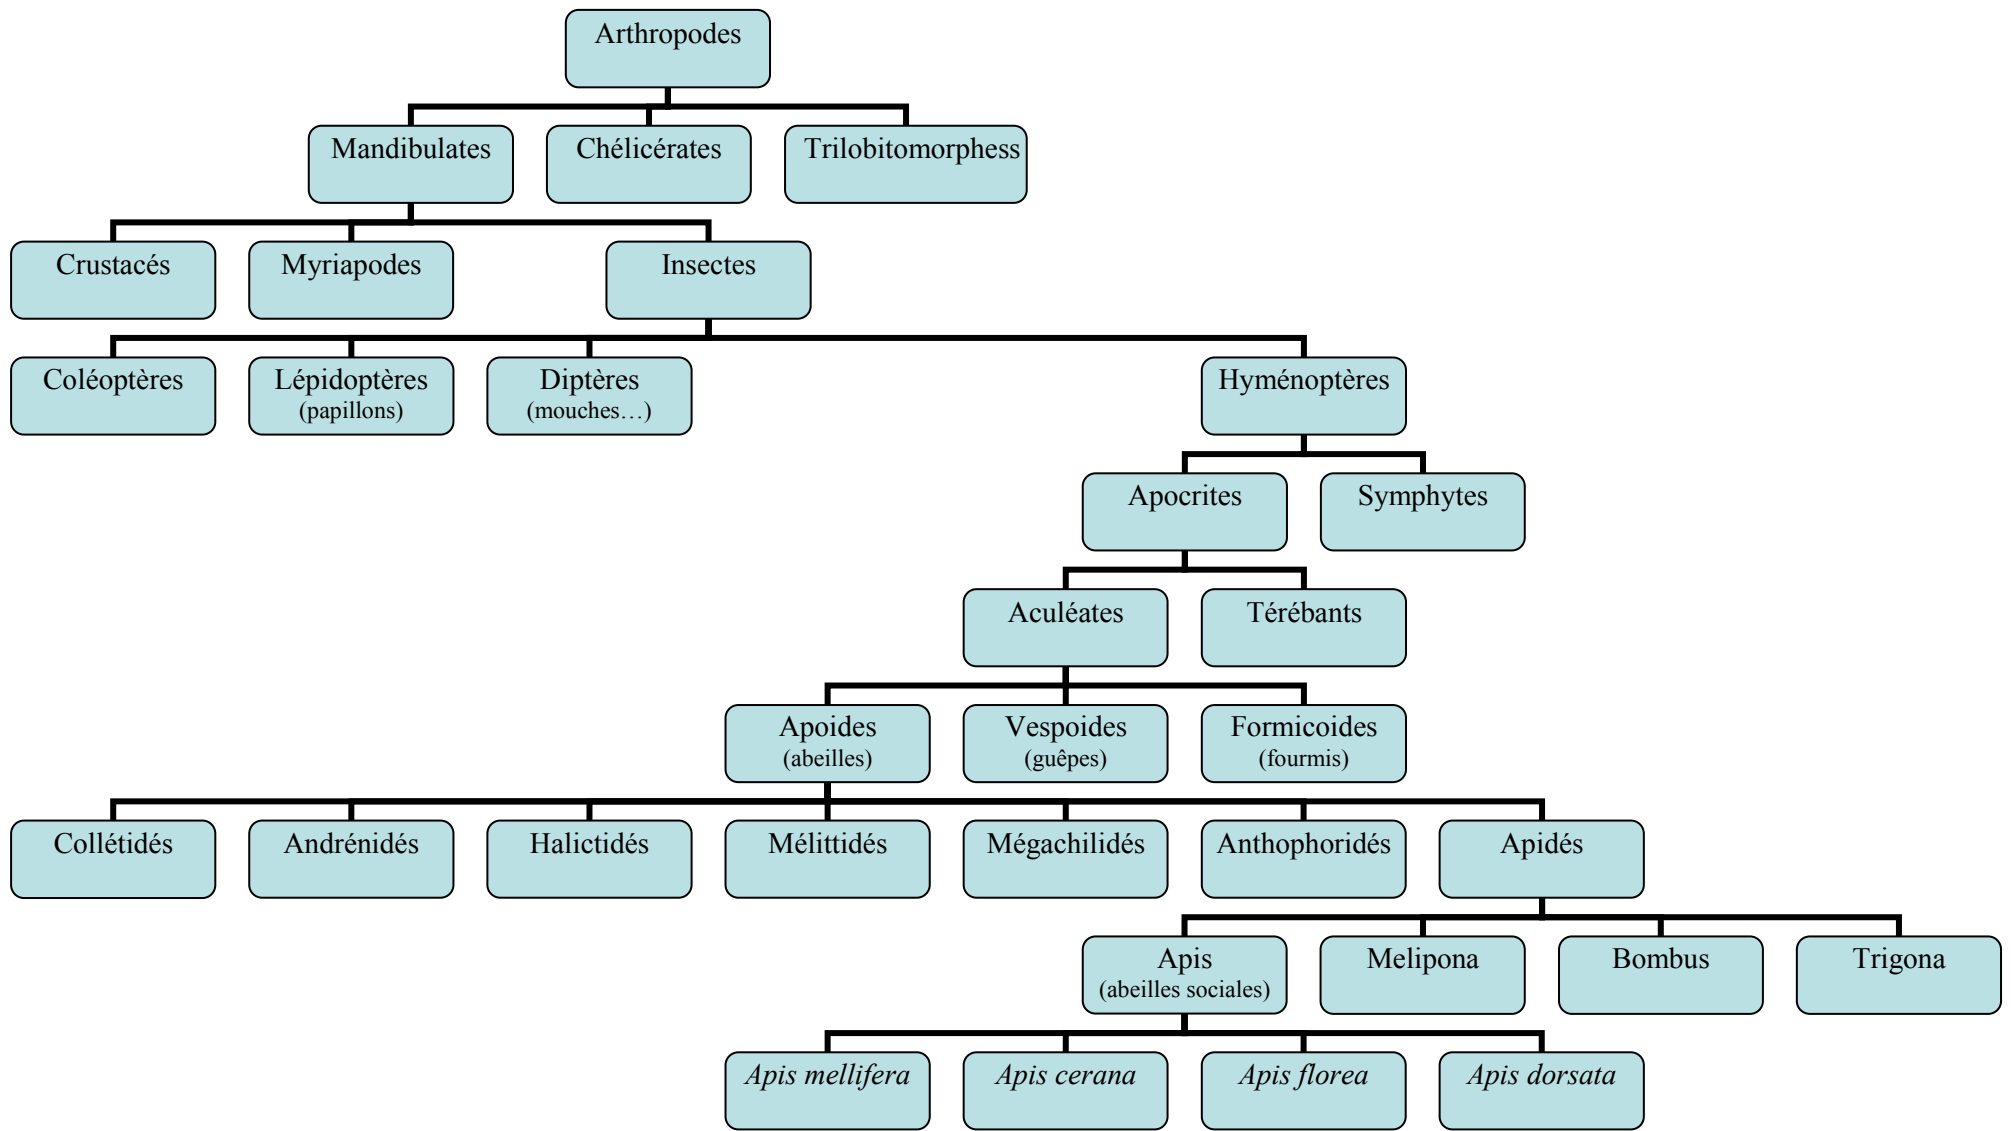 Arthropodes
Mandibulates
Chélicérates
Trilobitomorphess
Crustacés
Myriapodes
Insectes
Coléoptères
Lépidoptères
(papillons)
Diptères
(mouches…)
Hyménoptères
Apocrites
Symphytes
Aculéates
Térébants
Apoides
(abeilles)
Vespoides
(guêpes)
Formicoides
(fourmis)
Collétidés
Andrénidés
Halictidés
Mélittidés
Mégachilidés
Anthophoridés
Apidés
Apis
(abeilles sociales)
Melipona
Bombus
Trigona
Apis mellifera
Apis cerana
Apis florea
Apis dorsata